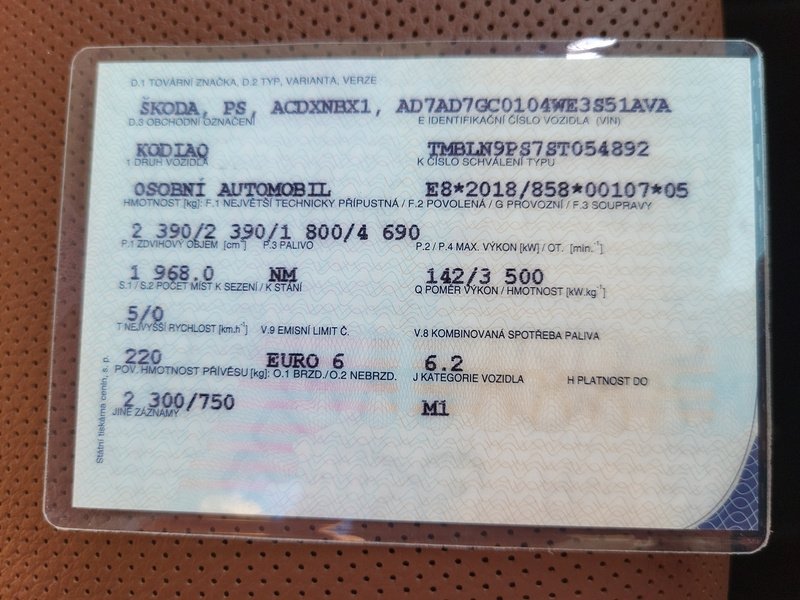 D.1 TOVÁRNÍ ZNAČKA, D.2 TYP, VARIANTA, VERZE
ŠKODA, PS, ACDXNBX1, AD7AD7GC0104WE3S51AVA
D.3 OBCHODNÍ OZNAČENÍ E IDENTIFIKAČNÍ ČÍSLO VOZIDLA (VIN)
KODIAQ TMBLN9PS7ST054892
1 DRUH VOZIDLA K ČÍSLO SCHVÁLENÍ TYPU
OSOBNÍ AUTOMOBIL E8*2018/858*00107*05
HMOTNOST [kg]: F.1 NEJVĚTŠÍ TECHNICKY PŘÍPUSTNÁ / F.2 POVOLENÁ / G PROVOZNÍ / F.3 SOUPRAVY
2 390/2 390/1 800/4 690
P.1 ZDVIHOVÝ OBJEM [cm³] P.3 PALIVO P.2 / P.4 MAX. VÝKON [kW] / OT. [min.⁻¹]
1 968.0 NM 142/3 500
S.1 / S.2 POČET MÍST K SEZENÍ / K STÁNÍ Q POMĚR VÝKON / HMOTNOST [kW.kg⁻¹]
5/0
T NEJVYŠŠÍ RYCHLOST [km.h⁻¹] V.9 EMISNÍ LIMIT Č. V.8 KOMBINOVANÁ SPOTŘEBA PALIVA
220 EURO 6 6.2
POV. HMOTNOST PŘÍVĚSU [kg]: O.1 BRZD./O.2 NEBRZD. J KATEGORIE VOZIDLA H PLATNOST DO
2 300/750 M1
JINÉ ZÁZNAMY
Státní tiskárna cenin, s. p.